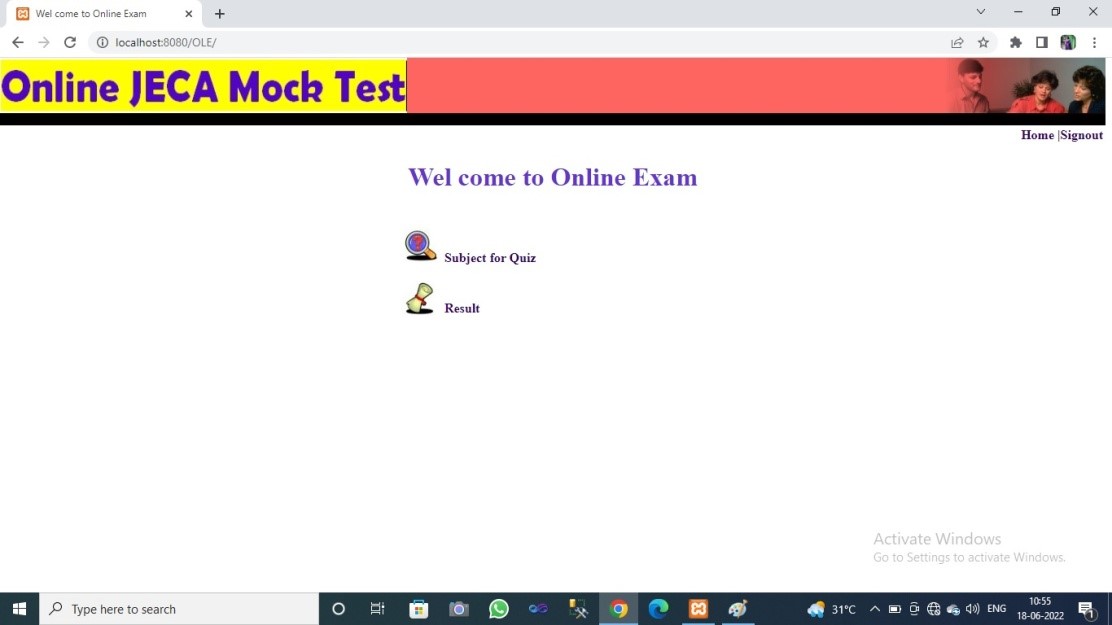 Wel come to Online Exam
localhost:8080/OLE/
Online JECA Mock Test
Home |Signout
Wel come to Online Exam
Subject for Quiz
Result
Activate Windows
Go to Settings to activate Windows.
Type here to search
31°C
ENG
10:55
18-06-2022
1